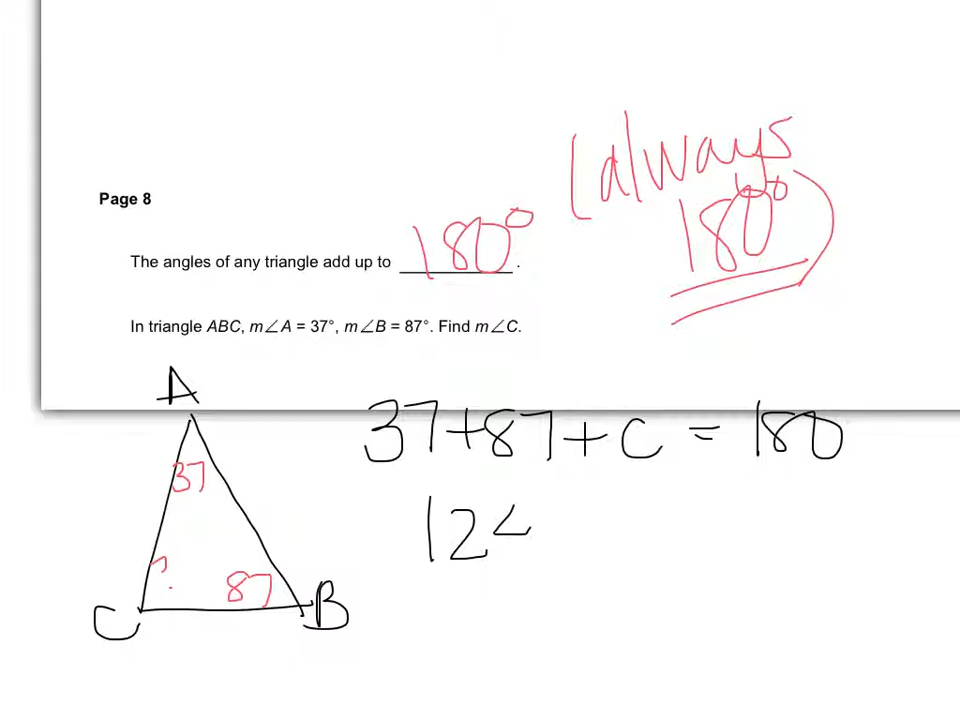 (always
180°)
Page 8
The angles of any triangle add up to 180°.
In triangle ABC, m∠A = 37°, m∠B = 87°. Find m∠C.
A
37+87+C = 180
37
12
?
87
C
B